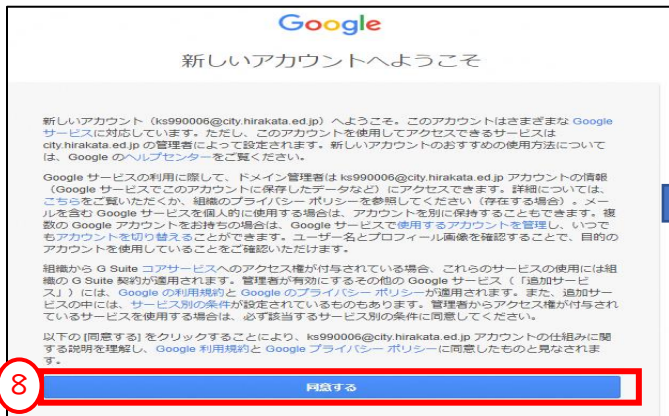 Google
新しいアカウントへようこそ
新しいアカウント（ks990006@city.hirakata.ed.jp）へようこそ。このアカウントはさまざまな Google
サービスに対応しています。ただし、このアカウントを使用してアクセスできるサービスは
city.hirakata.ed.jp の管理者によって設定されます。新しいアカウントのおすすめの使用方法について
は、Google のヘルプセンターをご覧ください。
Google サービスの利用に際して、ドメイン管理者は ks990006@city.hirakata.ed.jp アカウントの情報
（Google サービスでこのアカウントに保存したデータなど）にアクセスできます。詳細については、
こちらをご覧いただくか、組織のプライバシー ポリシーを参照してください（存在する場合）。メー
ルを含む Google サービスを個人的に使用する場合は、アカウントを別に保持することもできます。複
数の Google アカウントをお持ちの場合は、Google サービスで使用するアカウントを管理し、いつで
もアカウントを切り替えることができます。ユーザー名とプロフィール画像を確認することで、目的の
アカウントを使用していることをご確認いただけます。
組織から G Suite コアサービスへのアクセス権が付与されている場合、これらのサービスの使用には組
織の G Suite 契約が適用されます。管理者が有効にするその他の Google サービス（「追加サービ
ス」）には、Google の利用規約と Google のプライバシー ポリシーが適用されます。また、追加サー
ビスの中には、サービス別の条件が設定されているものもあります。管理者からアクセス権が付与され
ているサービスを使用する場合は、必ず該当するサービス別の条件に同意してください。
以下の [同意する] をクリックすることにより、ks990006@city.hirakata.ed.jp アカウントの仕組みに関
する説明を理解し、Google 利用規約と Google プライバシー ポリシーに同意したものと見なされま
す。
8
同意する